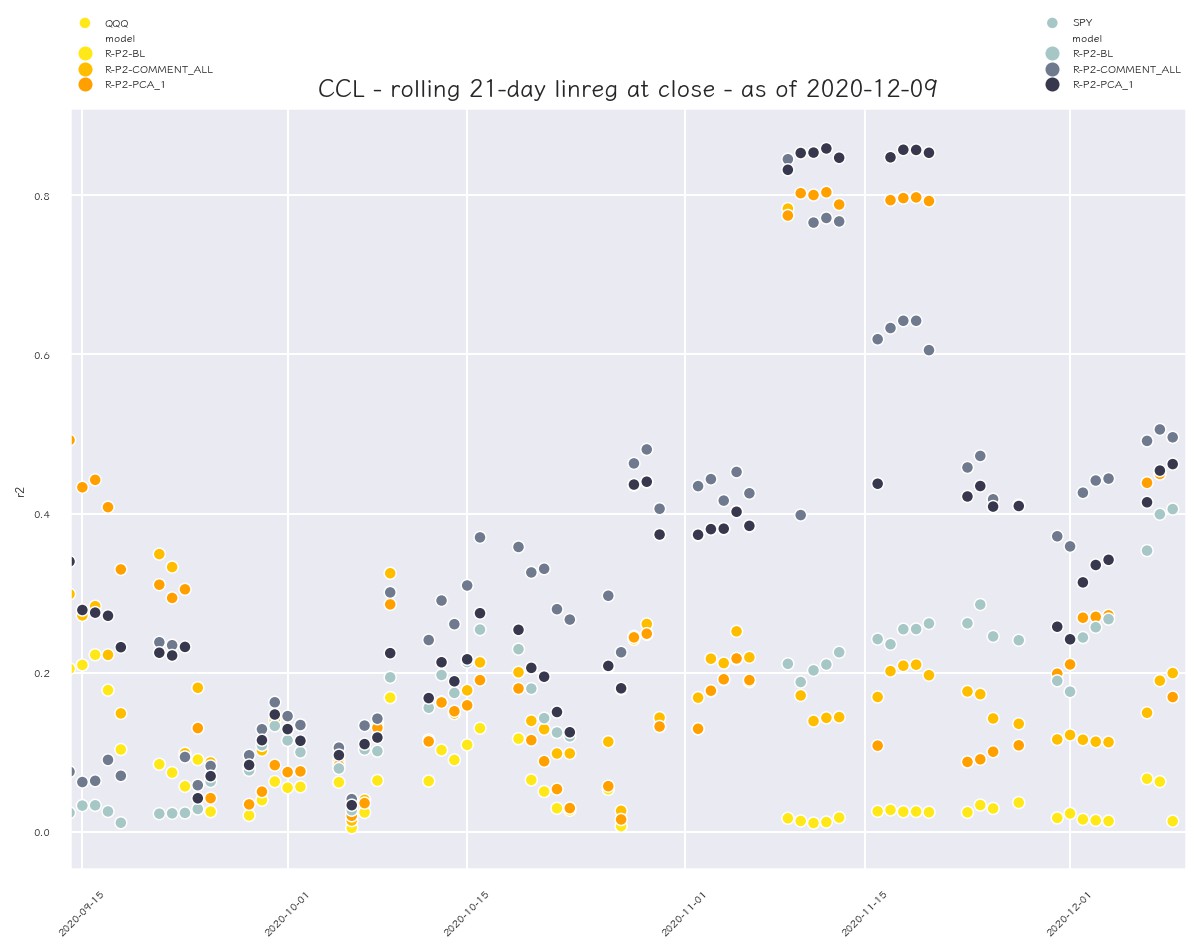 QQQ
model
R-P2-BL
R-P2-COMMENT_ALL
R-P2-PCA_1
SPY
model
R-P2-BL
R-P2-COMMENT_ALL
R-P2-PCA_1
CCL - rolling 21-day linreg at close - as of 2020-12-09
r2
0.8
0.6
0.4
0.2
0.0
2020-09-15
2020-10-01
2020-10-15
2020-11-01
2020-11-15
2020-12-01